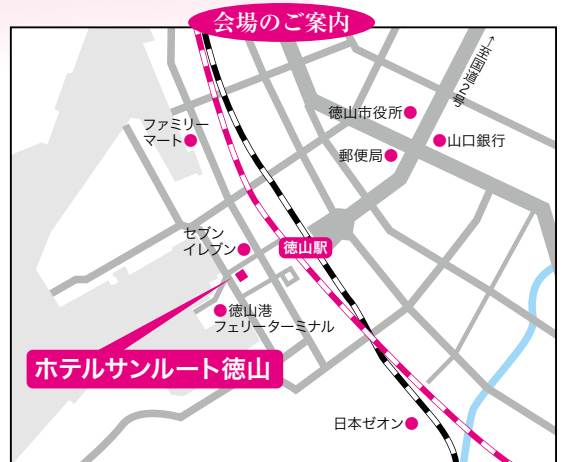 会場のご案内
↑至国道2号
徳山市役所
ファミリー
マート
山口銀行
郵便局
セブン
イレブン
徳山駅
徳山港
フェリーターミナル
ホテルサンルート徳山
日本ゼオン